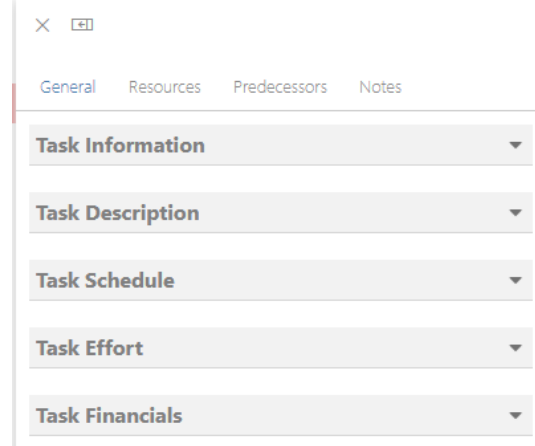 General Resources Predecessors Notes
Task Information
Task Description
Task Schedule
Task Effort
Task Financials